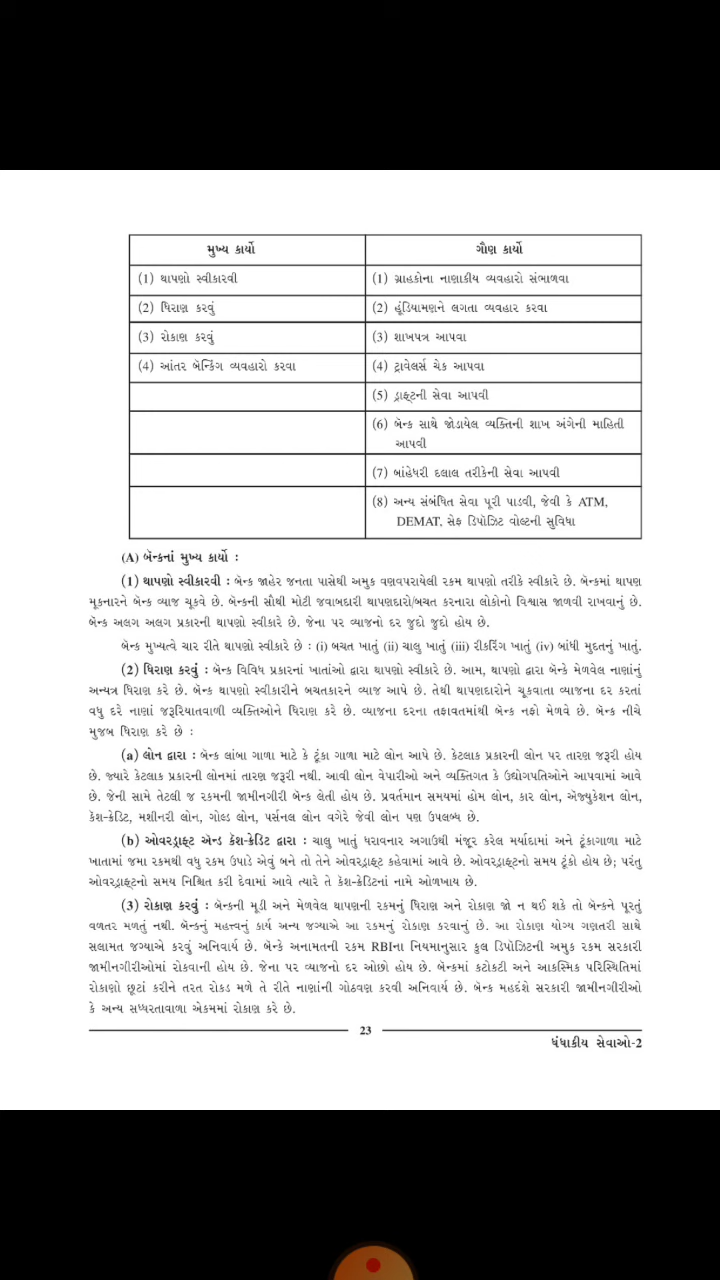 મુખ્ય કાર્યો
ગૌણ કાર્યો
(1) થાપણો સ્વીકારવી
(1) ગ્રાહકોના નાણાકીય વ્યવહારો સંભાળવા
(2) ધિરાણ કરવું
(2) હૂંડિયામણને લગતા વ્યવહાર કરવા
(3) રોકાણ કરવું
(3) શાખપત્ર આપવા
(4) આંતર બૅન્કિંગ વ્યવહારો કરવા
(4) ટ્રાવેલર્સ ચેક આપવા
(5) ડ્રાફ્ટની સેવા આપવી
(6) બૅન્ક સાથે જોડાયેલ વ્યક્તિની શાખ અંગેની માહિતી
આપવી
(7) બાંહેધરી દલાલ તરીકેની સેવા આપવી
(8) અન્ય સંબંધિત સેવા પૂરી પાડવી, જેવી કે ATM,
DEMAT, સેફ ડિપૉઝિટ વોલ્ટની સુવિધા
(A) બૅન્કનાં મુખ્ય કાર્યો :
(1) થાપણો સ્વીકારવી : બૅન્ક જાહેર જનતા પાસેથી અમુક વણવપરાયેલી રકમ થાપણો તરીકે સ્વીકારે છે. બૅન્કમાં થાપણ
મૂકનારને બૅન્ક વ્યાજ ચૂકવે છે. બૅન્કની સૌથી મોટી જવાબદારી થાપણદારો/બચત કરનારા લોકોનો વિશ્વાસ જાળવી રાખવાનું છે.
બૅન્ક અલગ અલગ પ્રકારની થાપણો સ્વીકારે છે. જેના પર વ્યાજનો દર જુદો જુદો હોય છે.
બૅન્ક મુખ્યત્વે ચાર રીતે થાપણો સ્વીકારે છે : (i) બચત ખાતું (ii) ચાલુ ખાતું (iii) રીકરિંગ ખાતું (iv) બાંધી મુદતનું ખાતું.
(2) ધિરાણ કરવું : બૅન્ક વિવિધ પ્રકારનાં ખાતાંઓ દ્વારા થાપણો સ્વીકારે છે. આમ, થાપણો દ્વારા બૅન્કે મેળવેલ નાણાંનું
અન્યત્ર ધિરાણ કરે છે. બૅન્ક થાપણો સ્વીકારીને બચતકારને વ્યાજ આપે છે. તેથી થાપણદારોને ચૂકવાતા વ્યાજના દર કરતાં
વધુ દરે નાણાં જરૂરિયાતવાળી વ્યક્તિઓને ધિરાણ કરે છે. વ્યાજના દરના તફાવતમાંથી બૅન્ક નફો મેળવે છે. બૅન્ક નીચે
મુજબ ધિરાણ કરે છે :
(a) લોન દ્વારા : બૅન્ક લાંબા ગાળા માટે કે ટૂંકા ગાળા માટે લોન આપે છે. કેટલાક પ્રકારની લોન પર તારણ જરૂરી હોય
છે. જ્યારે કેટલાક પ્રકારની લોનમાં તારણ જરૂરી નથી. આવી લોન વેપારીઓ અને વ્યક્તિગત કે ઉદ્યોગપતિઓને આપવામાં આવે
છે. જેની સામે તેટલી જ રકમની જામીનગીરી બૅન્ક લેતી હોય છે. પ્રવર્તમાન સમયમાં હોમ લોન, કાર લોન, ઍજ્યુકેશન લોન,
કૅશ-ક્રેડિટ, મશીનરી લોન, ગોલ્ડ લોન, પર્સનલ લોન વગેરે જેવી લોન પણ ઉપલબ્ધ છે.
(b) ઓવરડ્રાફ્ટ ઍન્ડ કૅશ-ક્રેડિટ દ્વારા : ચાલુ ખાતું ધરાવનાર અગાઉથી મંજૂર કરેલ મર્યાદામાં અને ટૂંકાગાળા માટે
ખાતામાં જમા રકમથી વધુ રકમ ઉપાડે એવું બને તો તેને ઓવરડ્રાફ્ટ કહેવામાં આવે છે. ઓવરડ્રાફ્ટનો સમય ટૂંકો હોય છે; પરંતુ
ઓવરડ્રાફ્ટનો સમય નિશ્ચિત કરી દેવામાં આવે ત્યારે તે કૅશ-ક્રેડિટનાં નામે ઓળખાય છે.
(3) રોકાણ કરવું : બૅન્કની મૂડી અને મેળવેલ થાપણની રકમનું ધિરાણ અને રોકાણ જો ન થઈ શકે તો બૅન્કને પૂરતું
વળતર મળતું નથી. બૅન્કનું મહત્ત્વનું કાર્ય અન્ય જગ્યાએ આ રકમનું રોકાણ કરવાનું છે. આ રોકાણ યોગ્ય ગણતરી સાથે
સલામત જગ્યાએ કરવું અનિવાર્ય છે. બૅન્કે અનામતની રકમ RBIના નિયમાનુસાર કુલ ડિપોઝિટની અમુક રકમ સરકારી
જામીનગીરીઓમાં રોકવાની હોય છે. જેના પર વ્યાજનો દર ઓછો હોય છે. બૅન્કમાં કટોકટી અને આકસ્મિક પરિસ્થિતિમાં
રોકાણો છૂટાં કરીને તરત રોકડ મળે તે રીતે નાણાંની ગોઠવણ કરવી અનિવાર્ય છે. બૅન્ક મહદંશે સરકારી જામીનગીરીઓ
કે અન્ય સધ્ધરતાવાળા એકમમાં રોકાણ કરે છે.
23
ધંધાકીય સેવાઓ-2